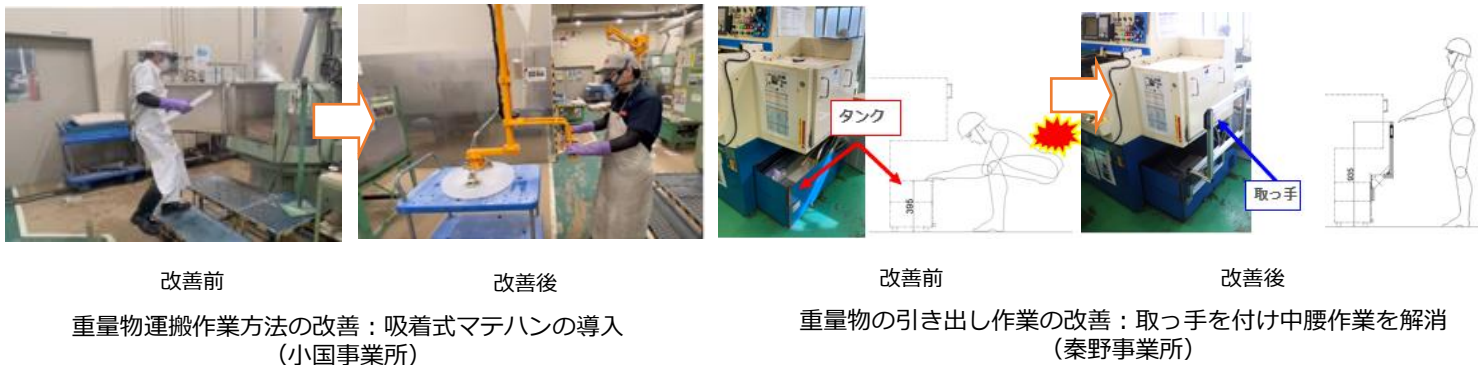 タンク
395
取っ手
935
改善前
改善後
重量物運搬作業方法の改善：吸着式マテハンの導入
（小国事業所）
改善前
改善後
重量物の引き出し作業の改善：取っ手を付け中腰作業を解消
（秦野事業所）